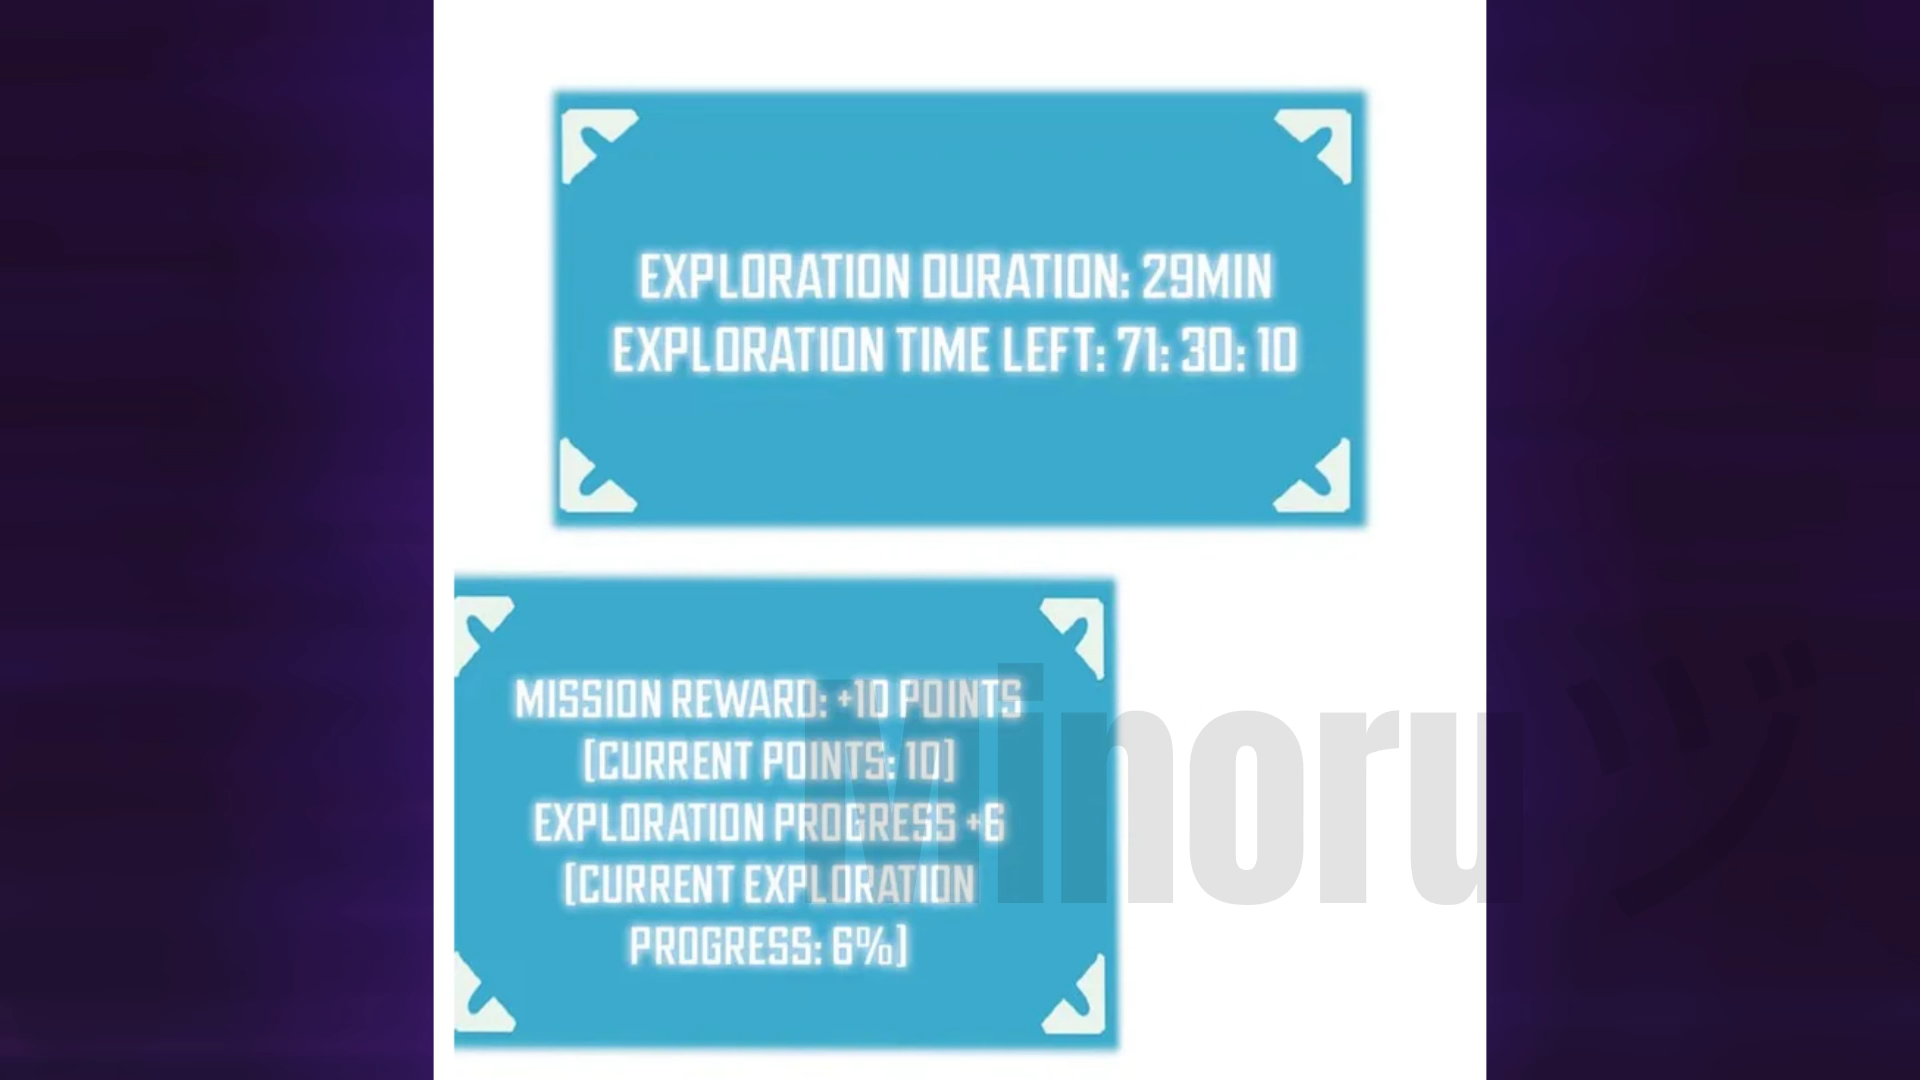 EXPLORATION DURATION: 29MIN
EXPLORATION TIME LEFT: 71: 30: 10
MISSION REWARD: +10 POINTS
[CURRENT POINTS: 10]
EXPLORATION PROGRESS +6
[CURRENT EXPLORATION
PROGRESS: 6%]
Minoru ツ